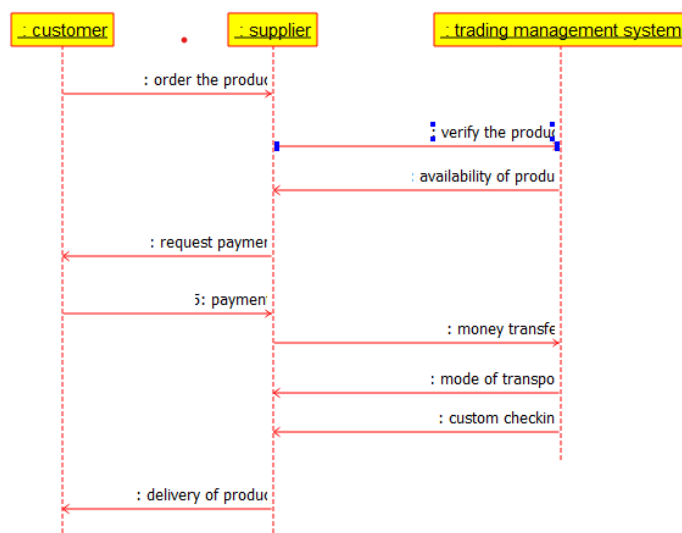 : customer
: supplier
: trading management system
: order the produc
: verify the produc
: availability of produ
: request paymer
5: payment
: money transfe
: mode of transpo
: custom checkin
: delivery of produc